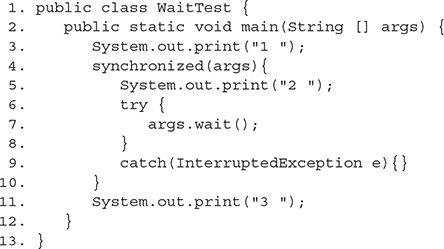 1. public class WaitTest {
2. public static void main(String [] args) {
3. System.out.print("1 ");
4. synchronized(args){
5. System.out.print("2 ");
6. try {
7. args.wait();
8. }
9. catch(InterruptedException e){}
10. }
11. System.out.print("3 ");
12. }
13. }